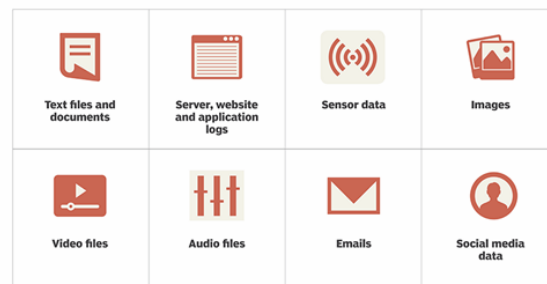 Text files and
documents
Server, website
and application
logs
Sensor data
Images
Video files
Audio files
Emails
Social media
data